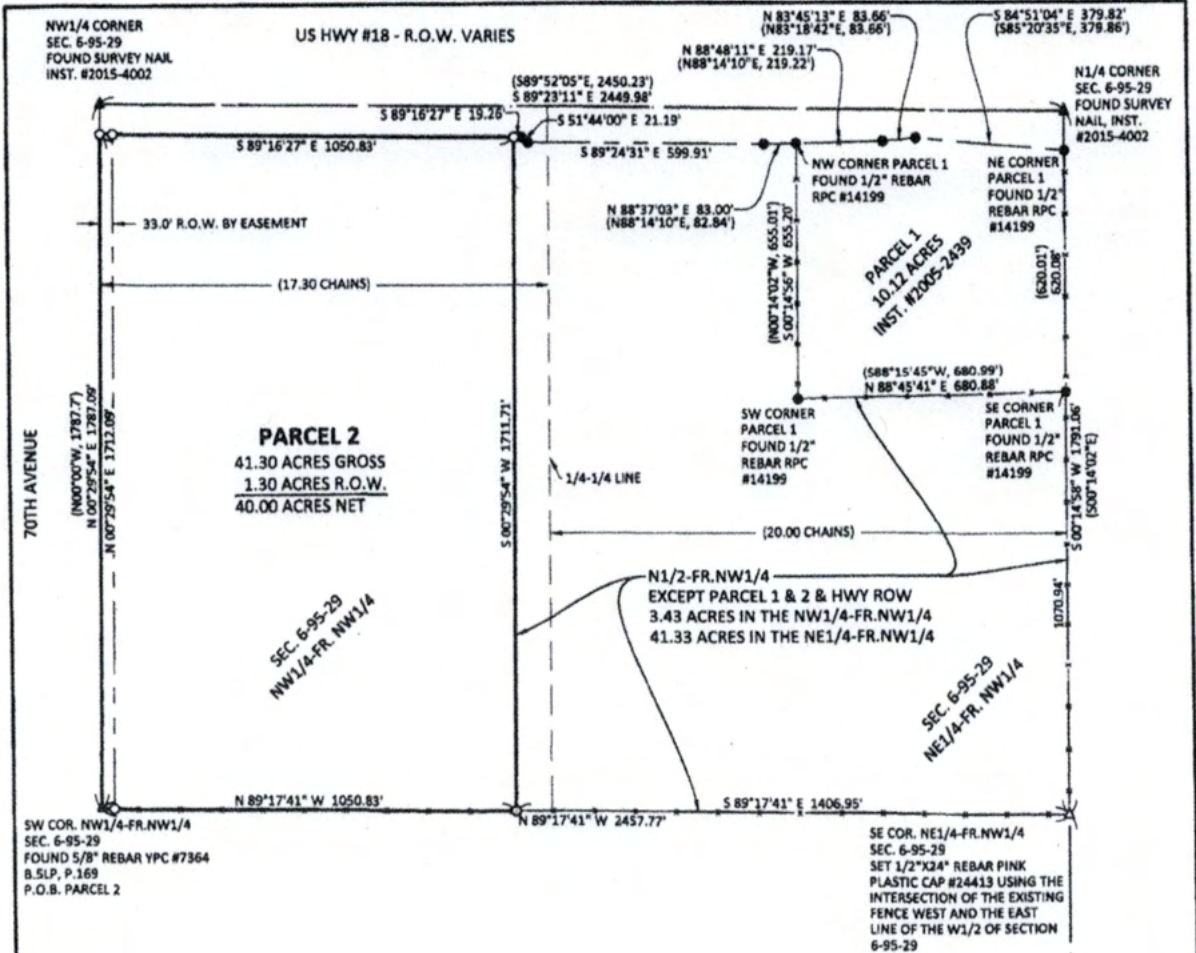 NW1/4 CORNER
SEC. 6-95-29
FOUND SURVEY NAIL
INST. #2015-4002
US HWY #18 - R.O.W. VARIES
N 83°45'13" E 83.66'
(N83°18'42"E, 83.66')
S 84°51'04" E 379.82'
(S85°20'35"E, 379.86')
N 88°48'11" E 219.17'
(N88°14'10"E, 219.22')
N1/4 CORNER
SEC. 6-95-29
FOUND SURVEY
NAIL, INST.
#2015-4002
(S89°52'05"E, 2450.23')
S 89°23'11" E 2449.98'
S 89°16'27" E 19.26'
S 51°44'00" E 21.19'
S 89°16'27" E 1050.83'
S 89°24'31" E 599.91'
NW CORNER PARCEL 1
FOUND 1/2" REBAR
RPC #14199
NE CORNER
PARCEL 1
FOUND 1/2"
REBAR RPC
#14199
N 88°37'03" E 83.00'
(N88°14'10"E, 82.84')
33.0' R.O.W. BY EASEMENT
(17.30 CHAINS)
PARCEL 1
10.12 ACRES
INST. #2005-2439
(N00°14'02"W, 655.01')
S 00°14'56" W 655.20'
(620.01')
620.08'
(S88°15'45"W, 680.99')
N 88°45'41" E 680.88'
SW CORNER
PARCEL 1
FOUND 1/2"
REBAR RPC
#14199
SE CORNER
PARCEL 1
FOUND 1/2"
REBAR RPC
#14199
70TH AVENUE
(N00°00'W, 1787.7')
N 00°29'54" E 1787.09'
N 00°29'54" E 1712.09'
PARCEL 2
41.30 ACRES GROSS
1.30 ACRES R.O.W.
40.00 ACRES NET
S 00°29'54" W 1711.71'
1/4-1/4 LINE
(20.00 CHAINS)
S 00°14'58" W 1791.06'
(S00°14'02"E)
1070.94'
N1/2-FR.NW1/4
EXCEPT PARCEL 1 & 2 & HWY ROW
3.43 ACRES IN THE NW1/4-FR.NW1/4
41.33 ACRES IN THE NE1/4-FR.NW1/4
SEC. 6-95-29
NW1/4-FR. NW1/4
SEC. 6-95-29
NE1/4-FR. NW1/4
N 89°17'41" W 1050.83'
S 89°17'41" E 1406.95'
N 89°17'41" W 2457.77'
SW COR. NW1/4-FR.NW1/4
SEC. 6-95-29
FOUND 5/8" REBAR YPC #7364
B.SLP, P.169
P.O.B. PARCEL 2
SE COR. NE1/4-FR.NW1/4
SEC. 6-95-29
SET 1/2"X24" REBAR PINK
PLASTIC CAP #24413 USING THE
INTERSECTION OF THE EXISTING
FENCE WEST AND THE EAST
LINE OF THE W1/2 OF SECTION
6-95-29